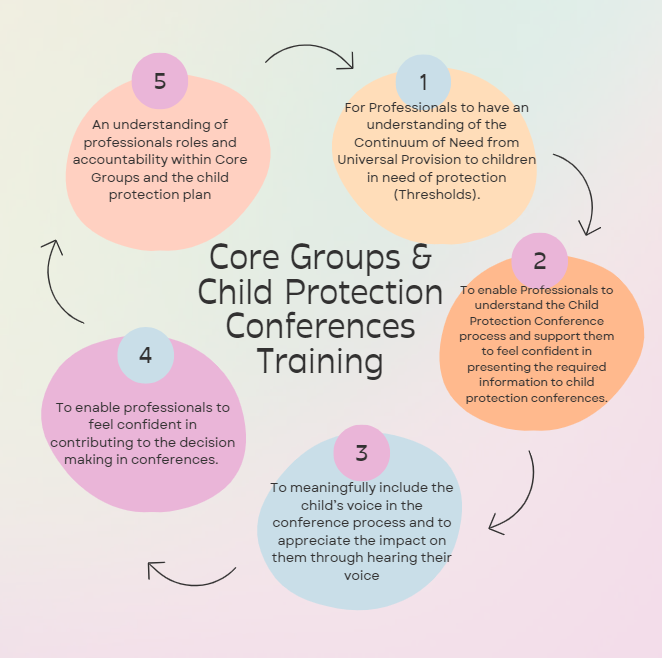 Core Groups &
Child Protection
Conferences
Training
1
For Professionals to have an
understanding of the
Continuum of Need from
Universal Provision to children
in need of protection
(Thresholds).
2
To enable Professionals to
understand the Child
Protection Conference
process and support them
to feel confident in
presenting the required
information to child
protection conferences.
3
To meaningfully include the
child's voice in the
conference process and to
appreciate the impact on
them through hearing their
voice
4
To enable professionals to
feel confident in
contributing to the decision
making in conferences.
5
An understanding of
professionals roles and
accountability within Core
Groups and the child
protection plan